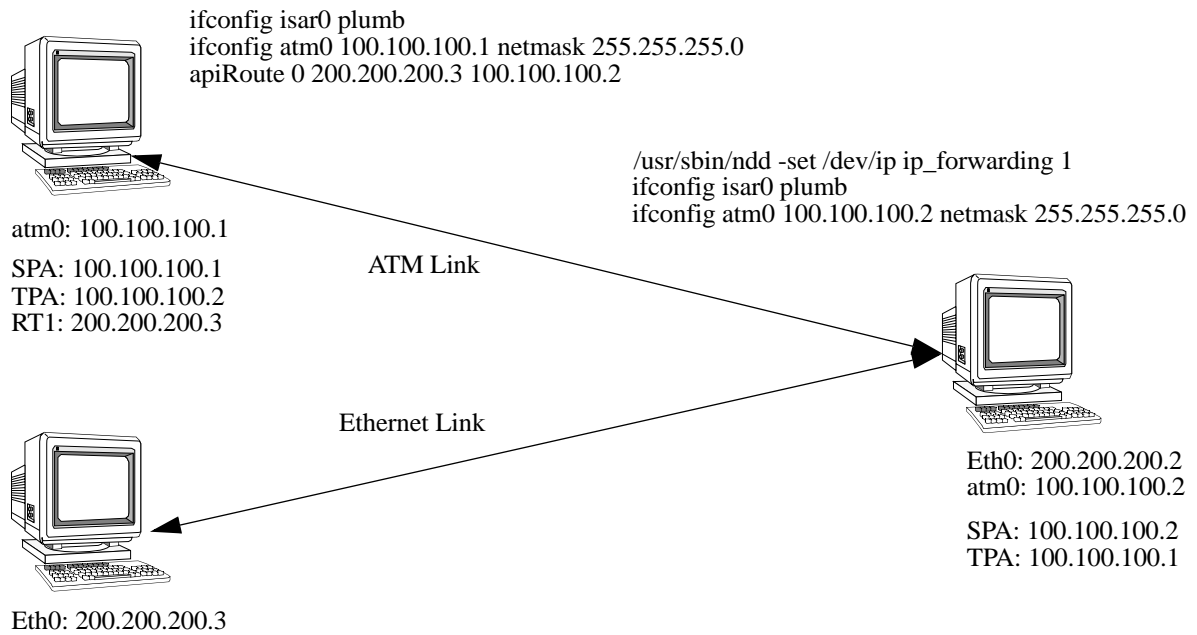 ifconfig isar0 plumb
ifconfig atm0 100.100.100.1 netmask 255.255.255.0
apiRoute 0 200.200.200.3 100.100.100.2
/usr/sbin/ndd -set /dev/ip ip_forwarding 1
ifconfig isar0 plumb
ifconfig atm0 100.100.100.2 netmask 255.255.255.0
atm0: 100.100.100.1
SPA: 100.100.100.1
TPA: 100.100.100.2
RT1: 200.200.200.3
ATM Link
Ethernet Link
Eth0: 200.200.200.2
atm0: 100.100.100.2
SPA: 100.100.100.2
TPA: 100.100.100.1
Eth0: 200.200.200.3